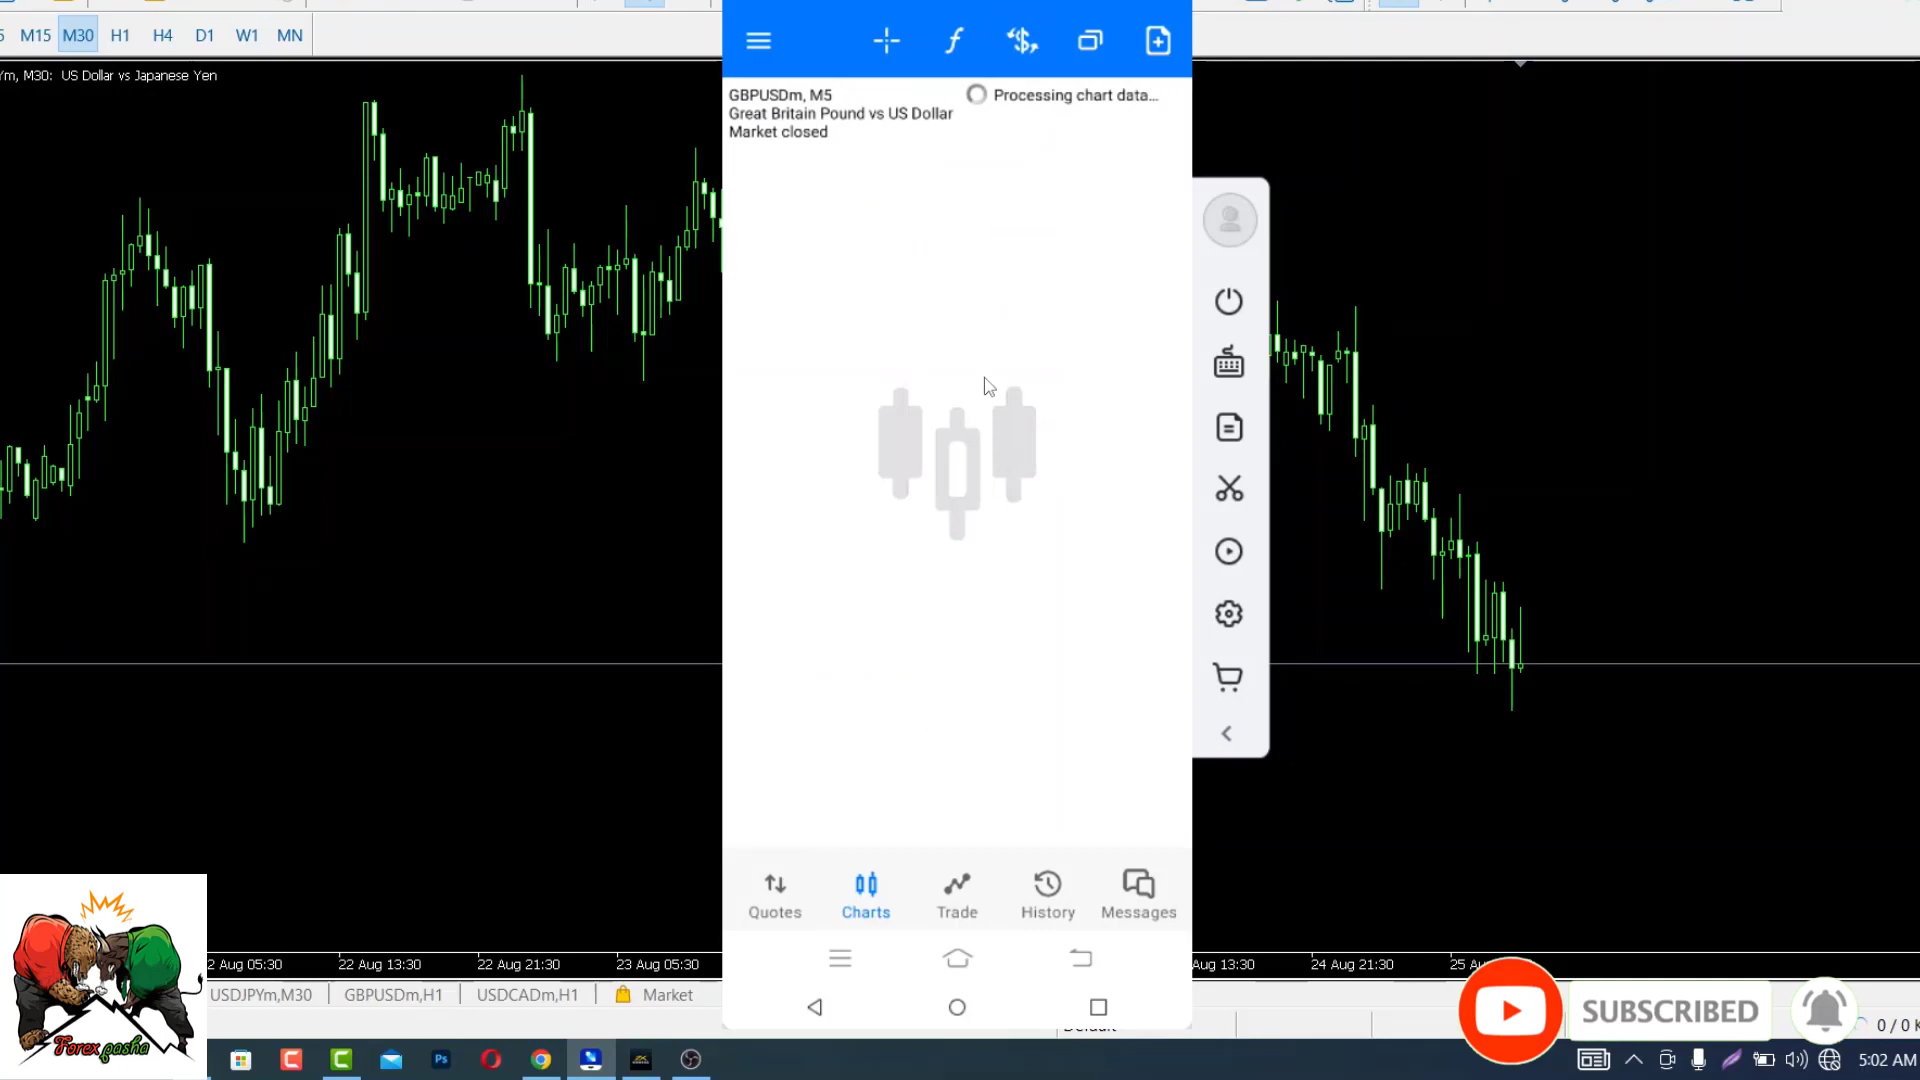 M15 M30 H1 H4 D1 W1 MN
M30: US Dollar vs Japanese Yen
GBPUSDm, M5
Processing chart data...
Great Britain Pound vs US Dollar
Market closed
Quotes
Charts
Trade
History
Messages
Aug 05:30
22 Aug 13:30
22 Aug 21:30
23 Aug 05:30
Aug 13:30
24 Aug 21:30
USDJPYm,M30
GBPUSDm,H1
USDCADm,H1
Market
SUBSCRIBED
Forex pasha
Ps
5:02 AM